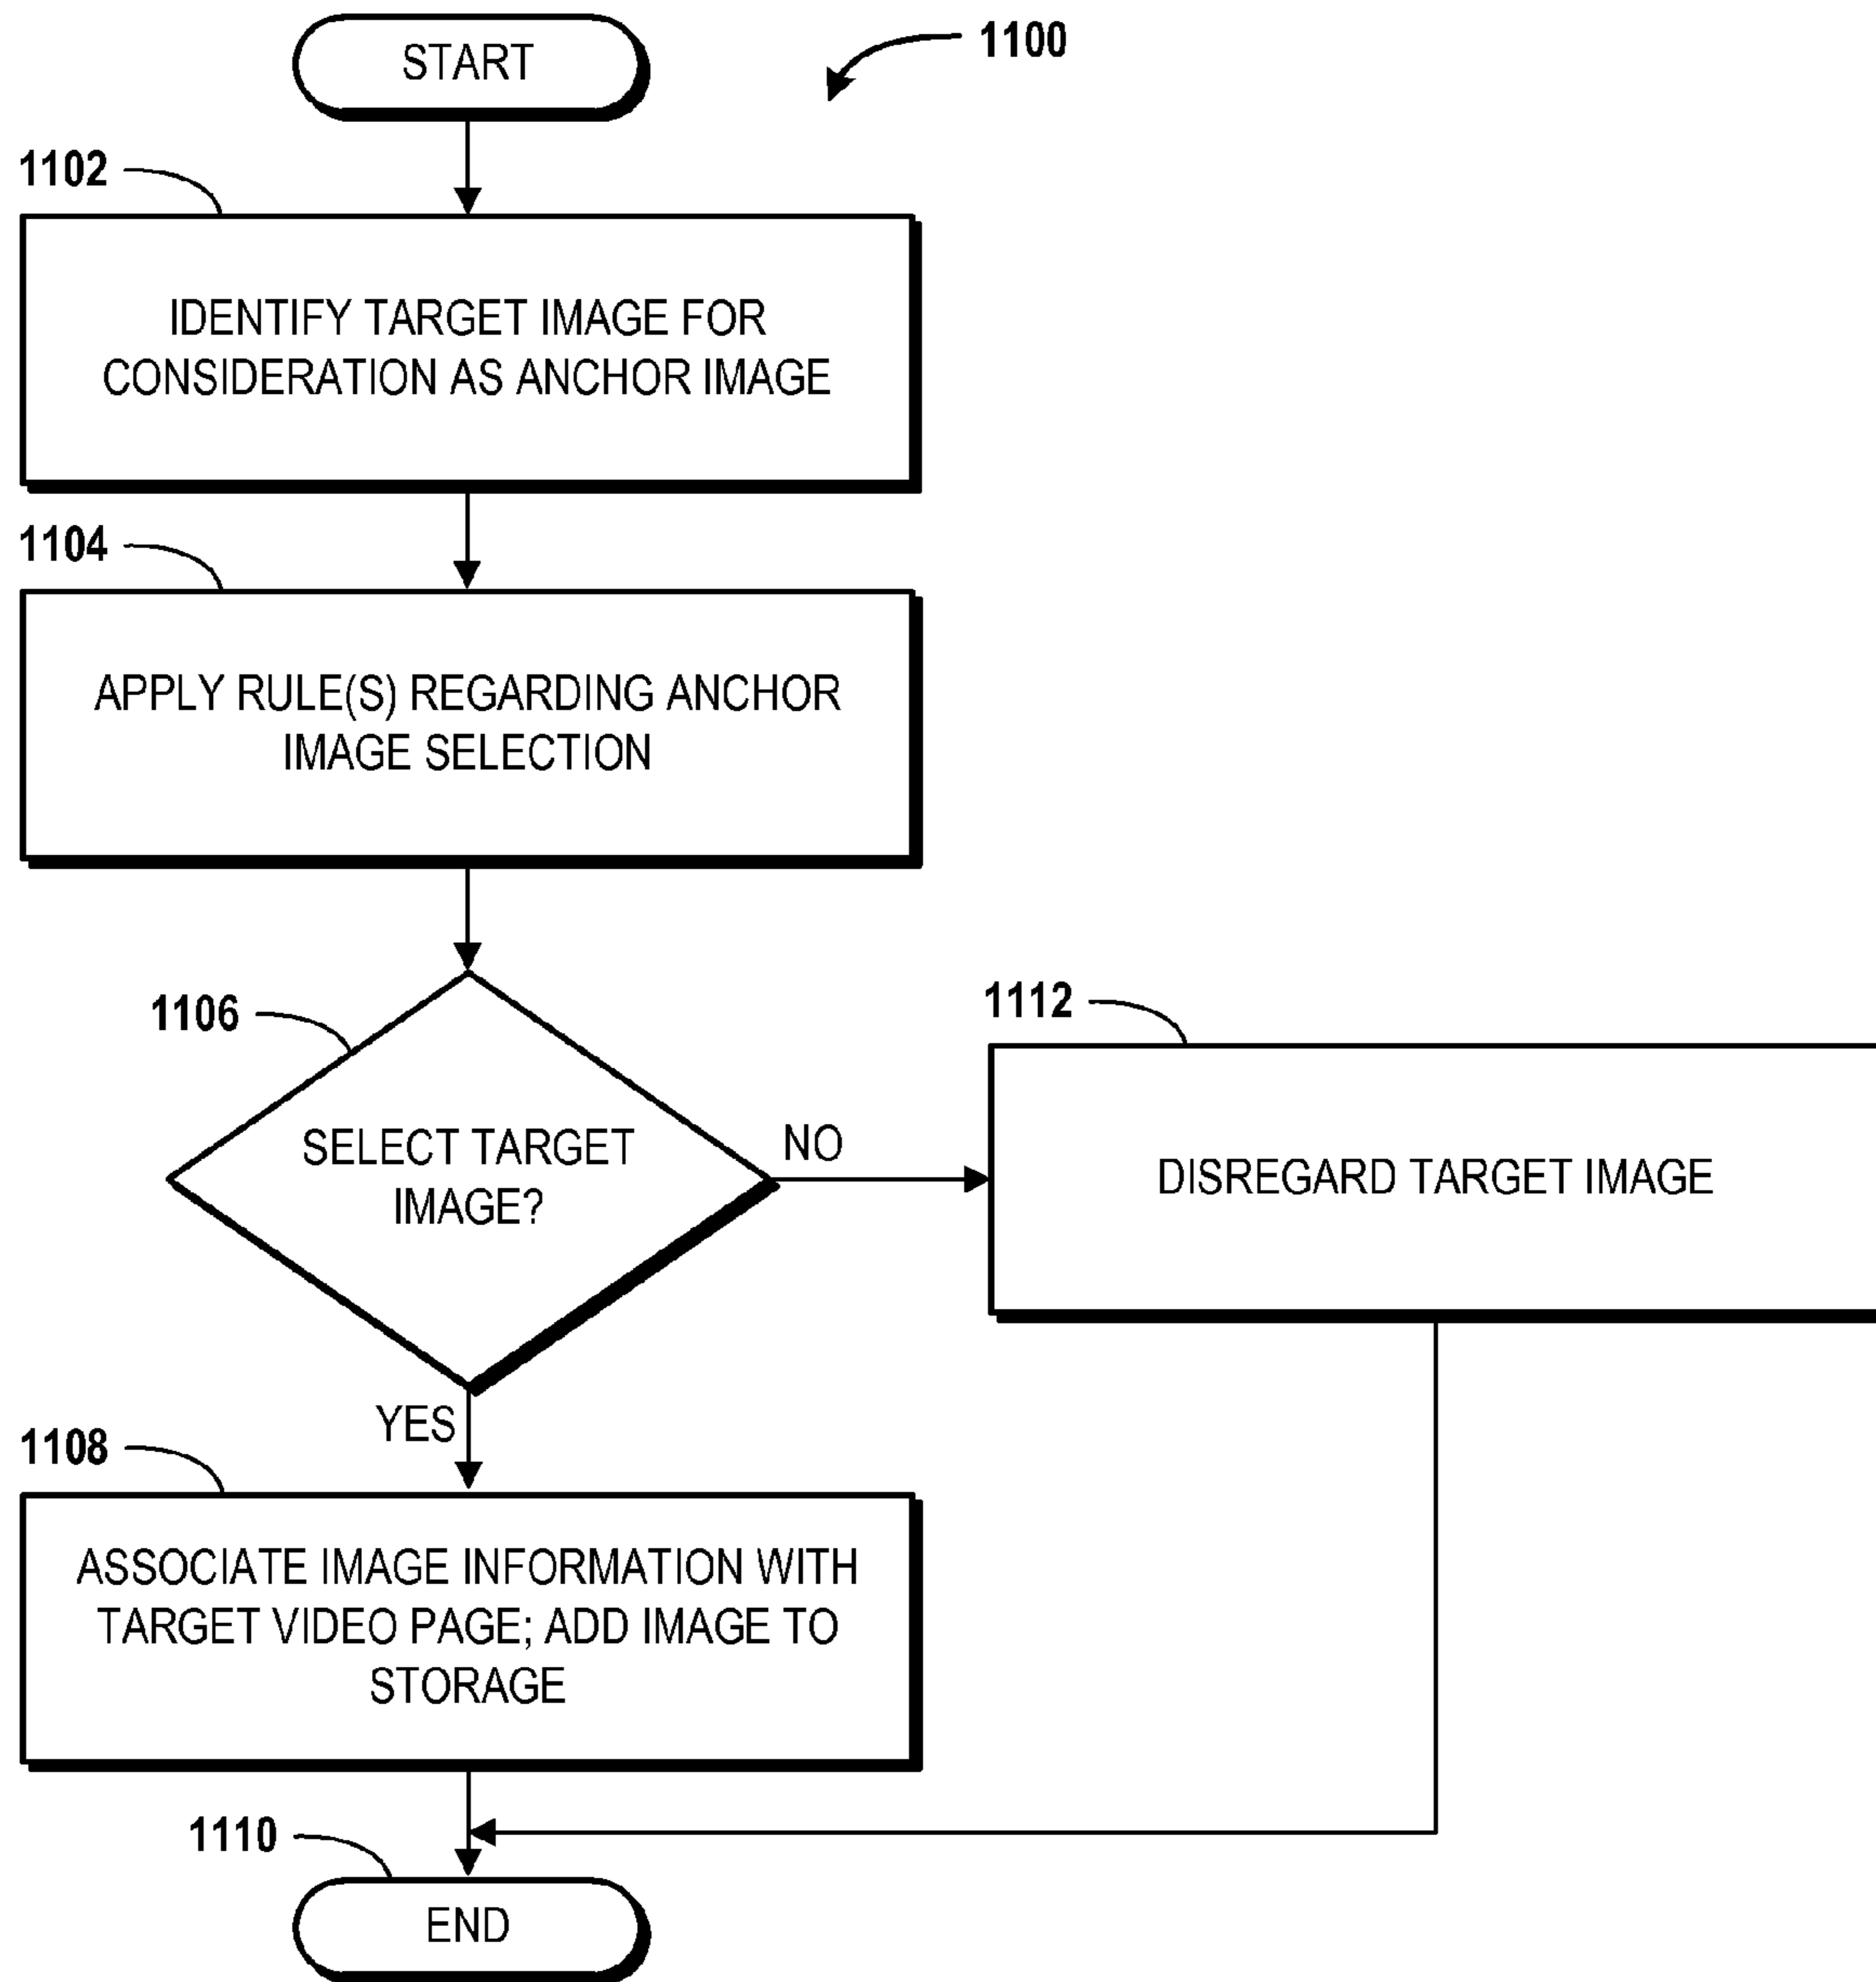 START
1100
1102
IDENTIFY TARGET IMAGE FOR
CONSIDERATION AS ANCHOR IMAGE
1104
APPLY RULE(S) REGARDING ANCHOR
IMAGE SELECTION
1106
SELECT TARGET
IMAGE?
NO
1112
DISREGARD TARGET IMAGE
YES
1108
ASSOCIATE IMAGE INFORMATION WITH
TARGET VIDEO PAGE; ADD IMAGE TO
STORAGE
1110
END